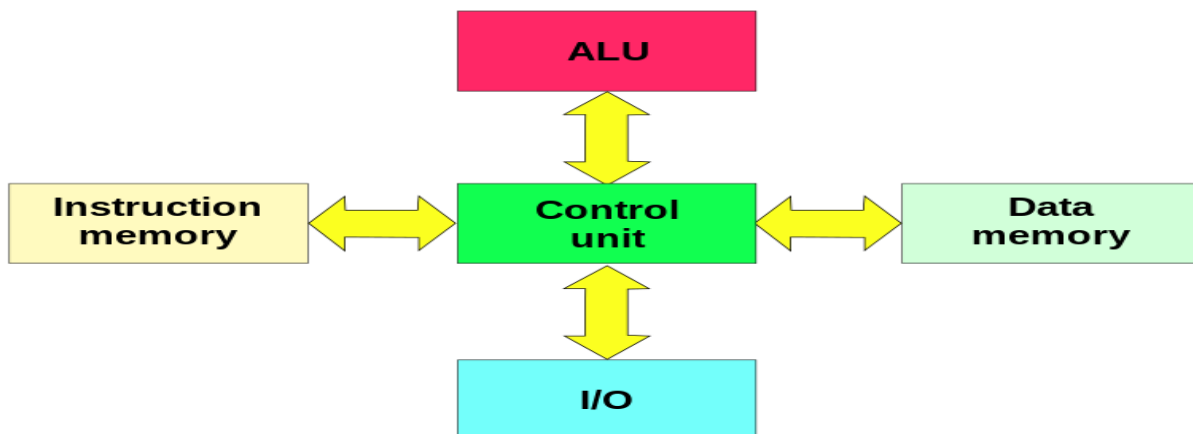 ALU
Instruction
memory
Control
unit
Data
memory
I/O